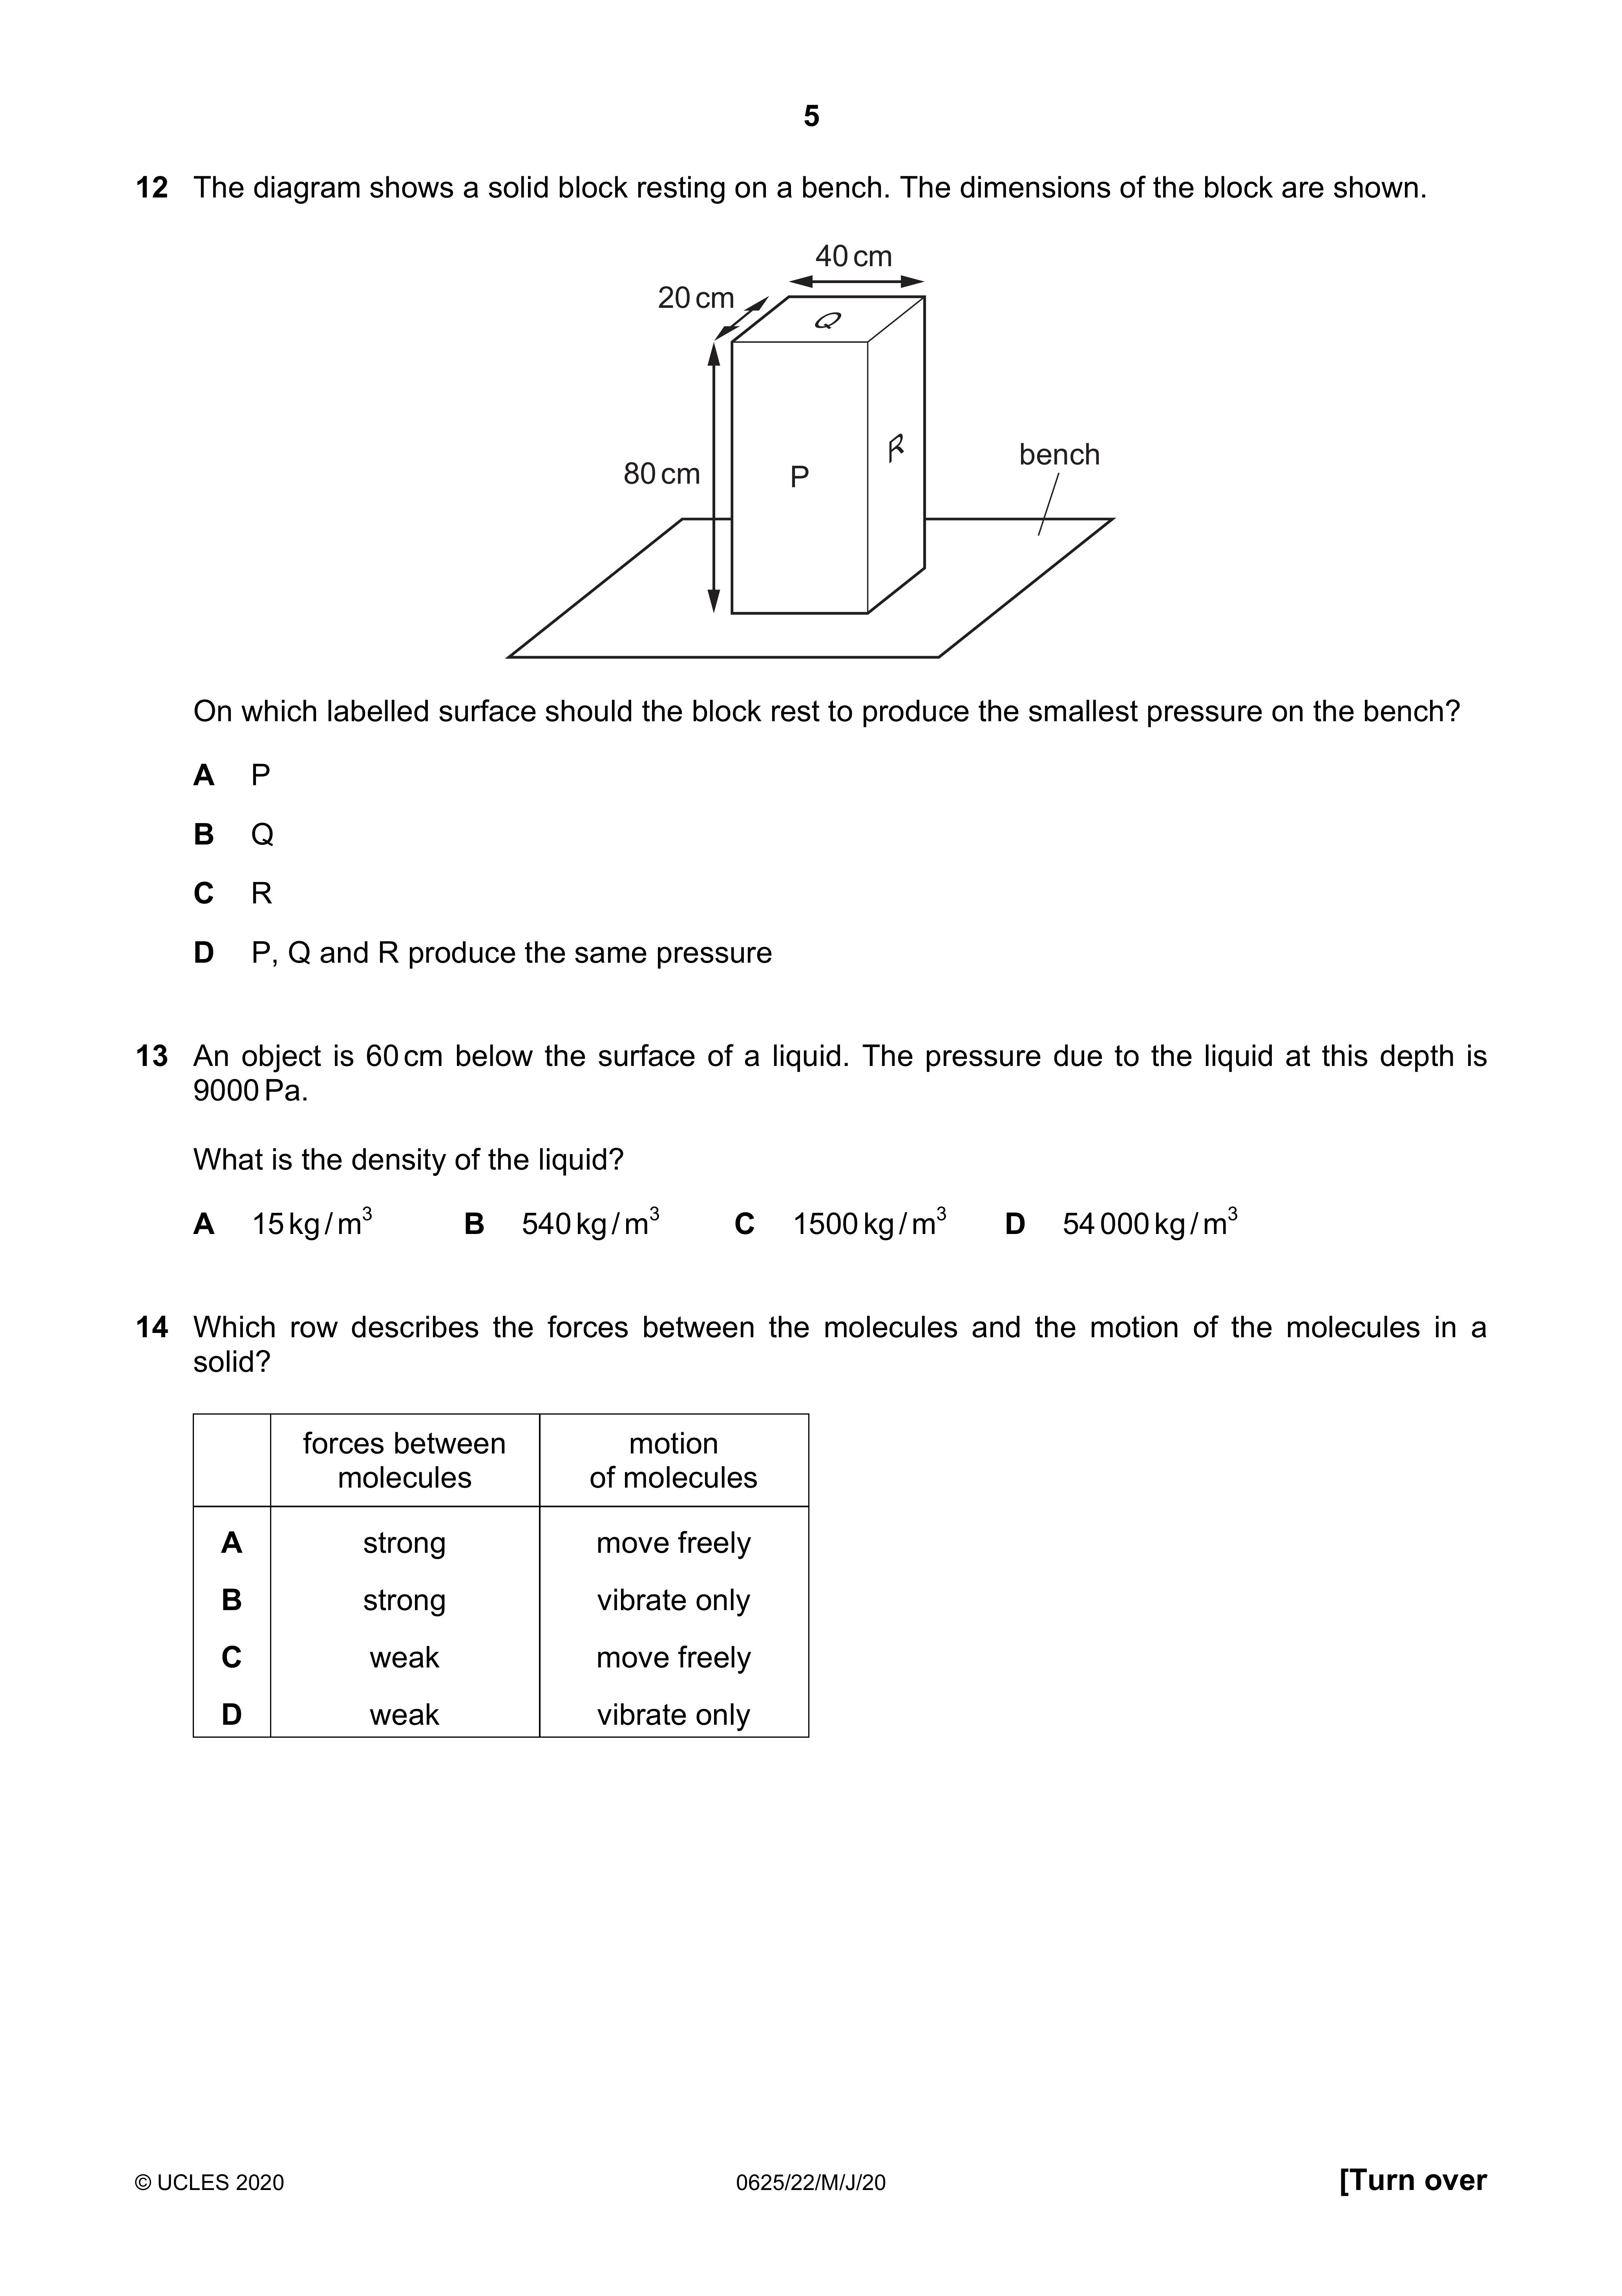 5
12 The diagram shows a solid block resting on a bench. The dimensions of the block are shown.
40 cm
20 cm
Q
80 cm
P
R
bench
On which labelled surface should the block rest to produce the smallest pressure on the bench?
A P
B Q
C R
D P, Q and R produce the same pressure
13 An object is 60 cm below the surface of a liquid. The pressure due to the liquid at this depth is
9000 Pa.
What is the density of the liquid?
A 15 kg / m³ B 540 kg / m³ C 1500 kg / m³ D 54 000 kg / m³
14 Which row describes the forces between the molecules and the motion of the molecules in a
solid?
forces between motion
molecules of molecules
A strong move freely
B strong vibrate only
C weak move freely
D weak vibrate only
© UCLES 2020 0625/22/M/J/20 [Turn over